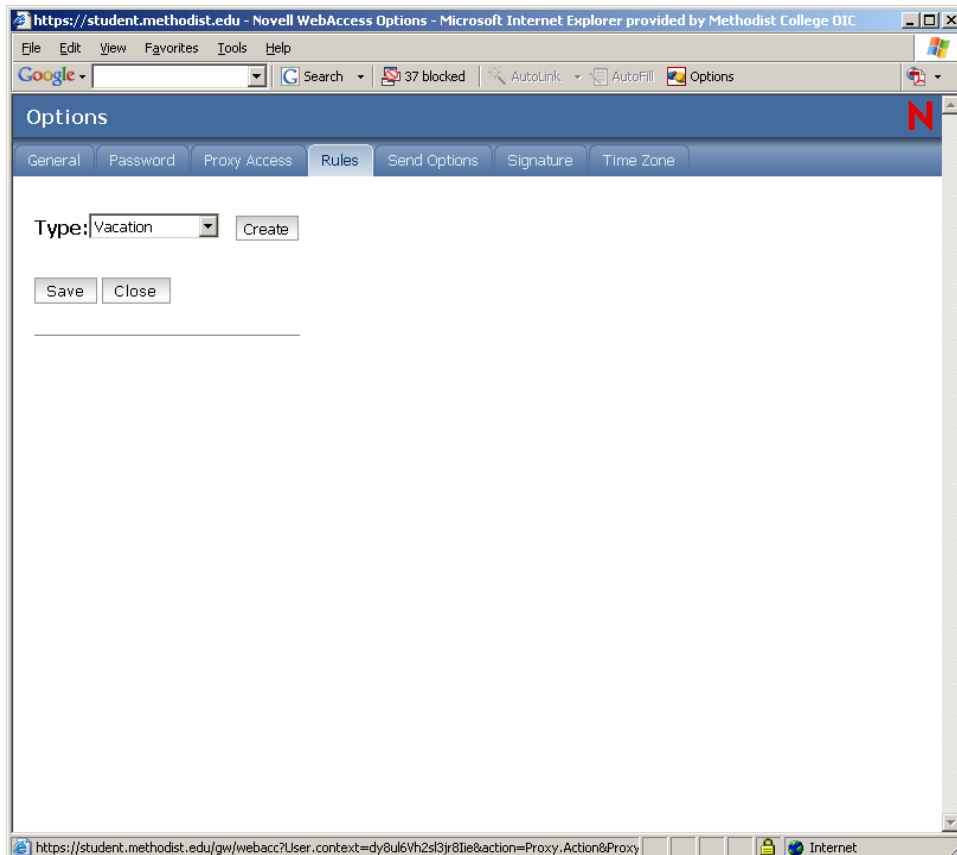 https://student.methodist.edu - Novell WebAccess Options - Microsoft Internet Explorer provided by Methodist College OIC
File Edit View Favorites Tools Help
Google Search 37 blocked AutoLink AutoFill Options
Options N
General Password Proxy Access Rules Send Options Signature Time Zone
Type: Vacation Create
Save Close
https://student.methodist.edu/gw/webacc?User.context=dy8ul6Vh2sl3jr8Iie&action=Proxy.Action&Proxy Internet